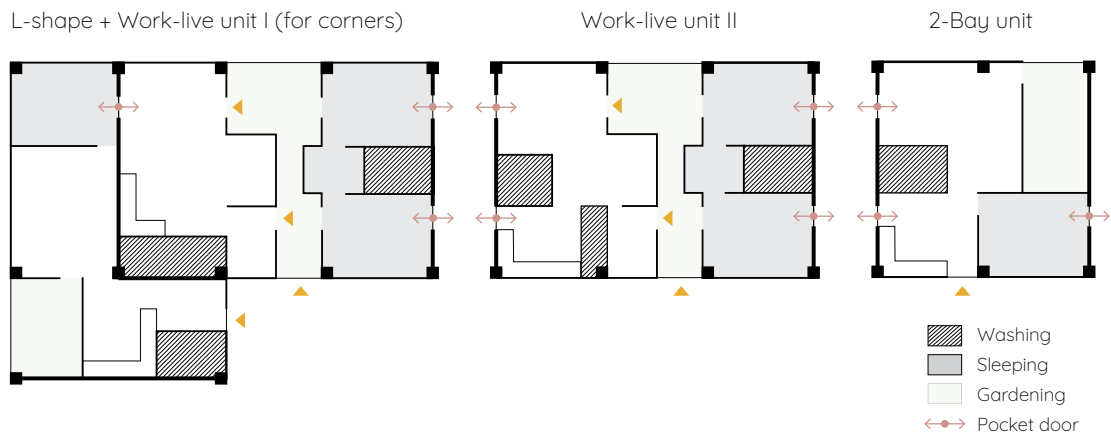 L-shape + Work-live unit I (for corners)
Work-live unit II
2-Bay unit
Washing
Sleeping
Gardening
Pocket door